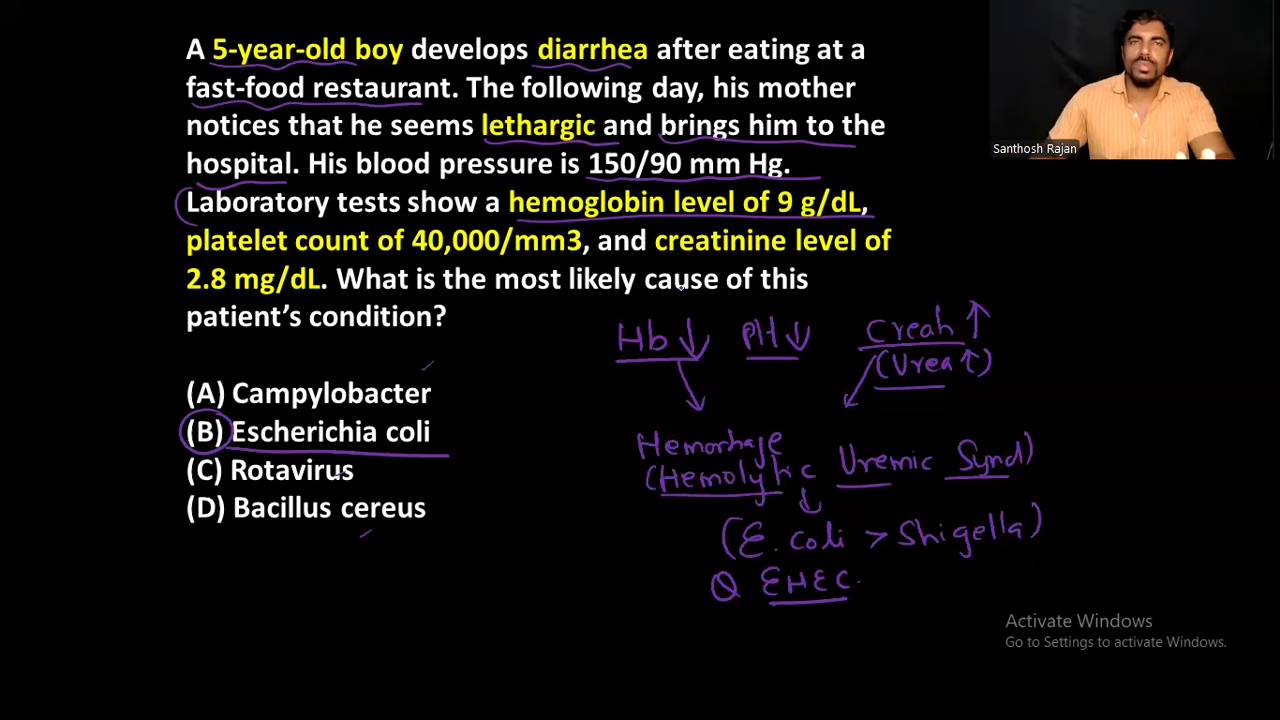 A 5-year-old boy develops diarrhea after eating at a
fast-food restaurant. The following day, his mother
notices that he seems lethargic and brings him to the
hospital. His blood pressure is 150/90 mm Hg.
Laboratory tests show a hemoglobin level of 9 g/dL,
platelet count of 40,000/mm3, and creatinine level of
2.8 mg/dL. What is the most likely cause of this
patient’s condition?
(A) Campylobacter
(B) Escherichia coli
(C) Rotavirus
(D) Bacillus cereus
Santhosh Rajan
Hb↓ Plt↓ Creat ↑
(Urea ↑)
Hemorrhage
(Hemolytic Uremic Synd)
(E. coli > Shigella)
EHEC
Activate Windows
Go to Settings to activate Windows.